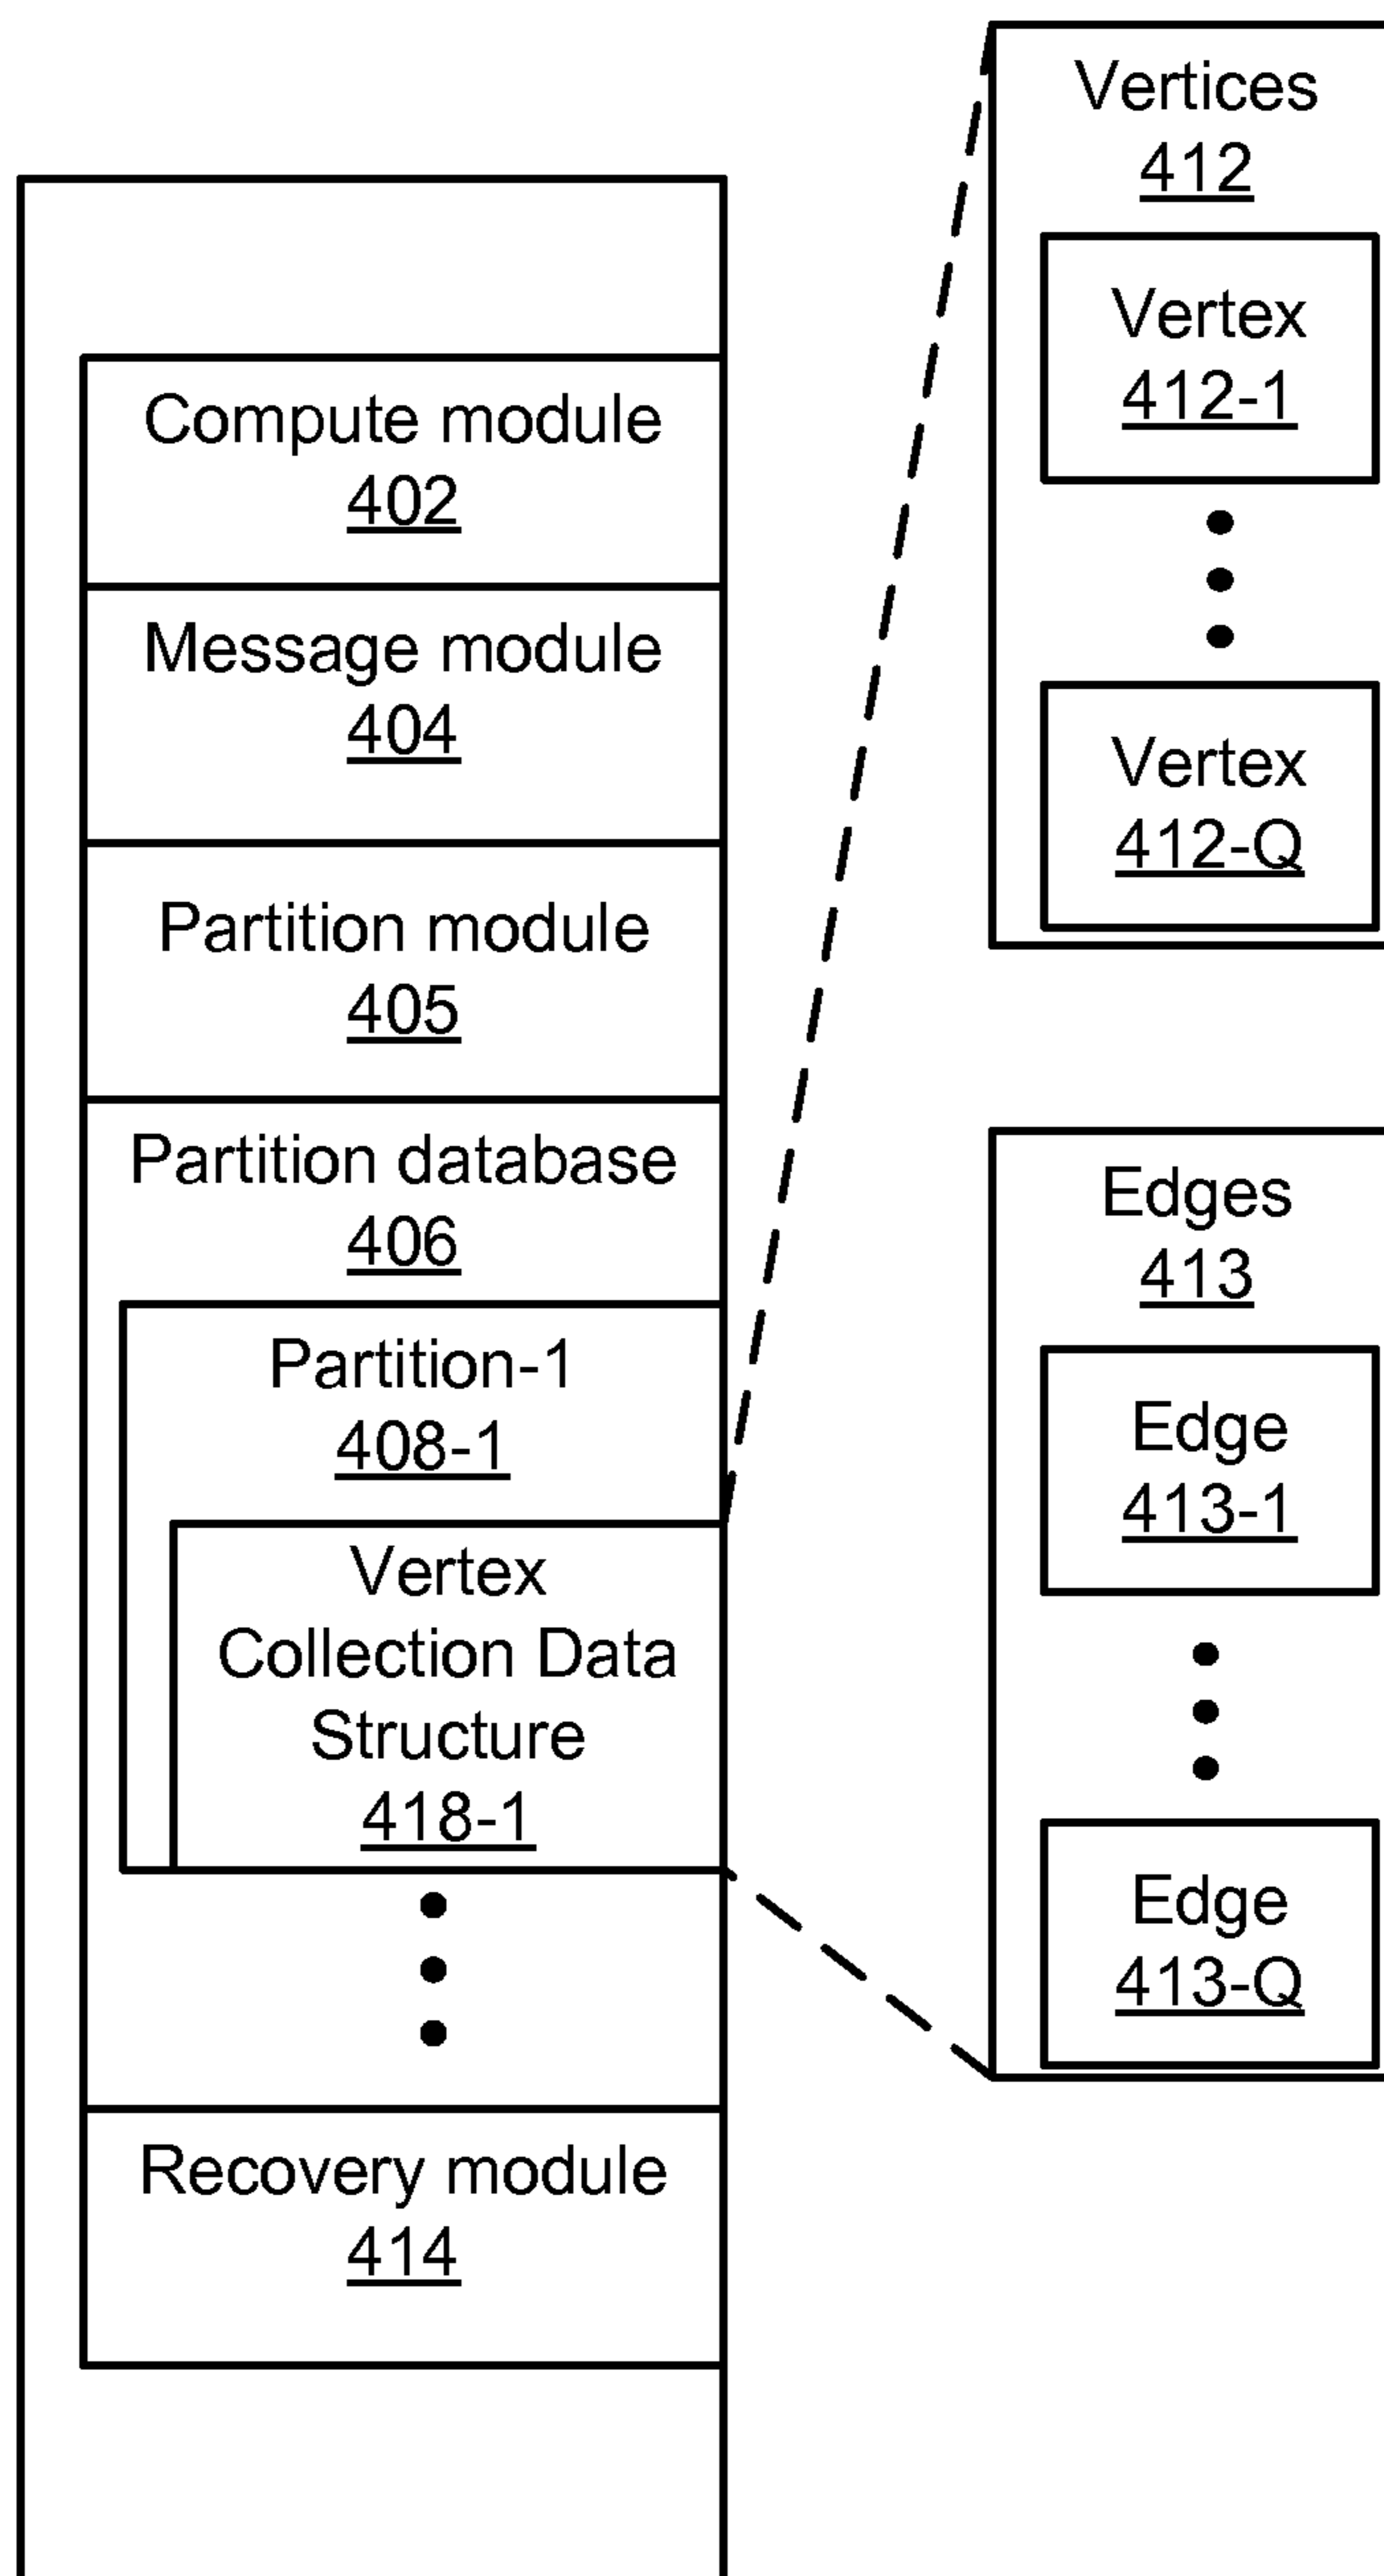 Compute module
402
Message module
404
Partition module
405
Partition database
406
Partition-1
408-1
Vertex
Collection Data
Structure
418-1
Recovery module
414
Vertices
412
Vertex
412-1
Vertex
412-Q
Edges
413
Edge
413-1
Edge
413-Q